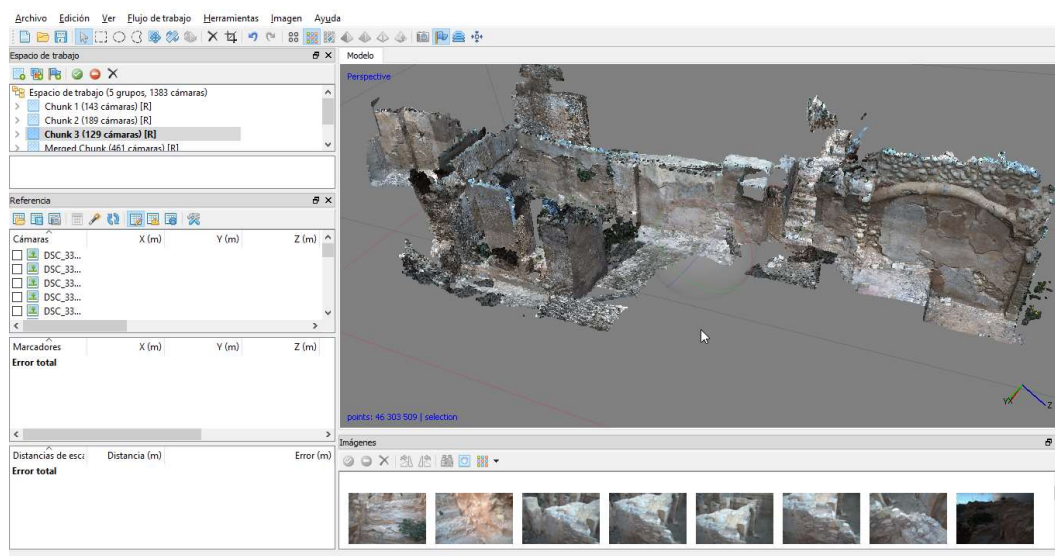 Archivo Edición Ver Flujo de trabajo Herramientas Imagen Ayuda
Espacio de trabajo
Modelo
Perspective
Espacio de trabajo (5 grupos, 1383 cámaras)
Chunk 1 (143 cámaras) [R]
Chunk 2 (189 cámaras) [R]
Chunk 3 (129 cámaras) [R]
Merged Chunk (461 cámaras) [R]
Referencia
Cámaras X (m) Y (m) Z (m)
DSC_33...
DSC_33...
DSC_33...
DSC_33...
DSC_33...
Marcadores X (m) Y (m) Z (m)
Error total
YX Z
points: 46 303 509 | selection
Imágenes
Distancias de esca Distancia (m) Error (m)
Error total